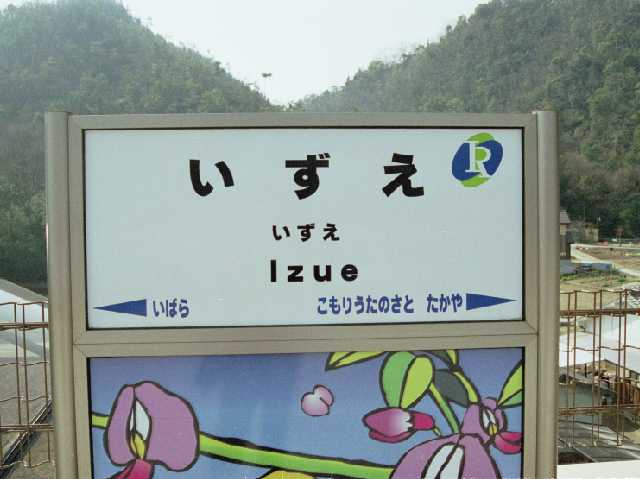 いずえ
R
いずえ
Izue
いばら
こもりうたのさと たかや